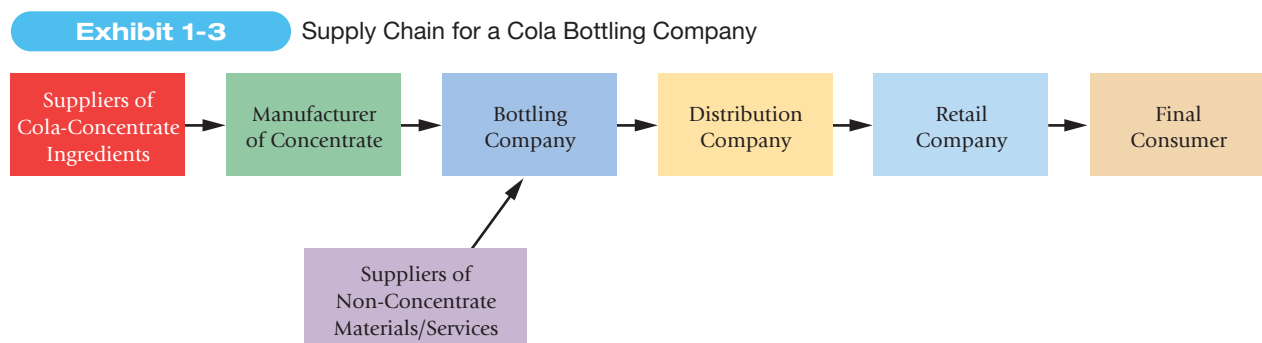 Exhibit 1-3
Supply Chain for a Cola Bottling Company
Suppliers of
Cola-Concentrate
Ingredients
Manufacturer
of Concentrate
Bottling
Company
Distribution
Company
Retail
Company
Final
Consumer
Suppliers of
Non-Concentrate
Materials/Services